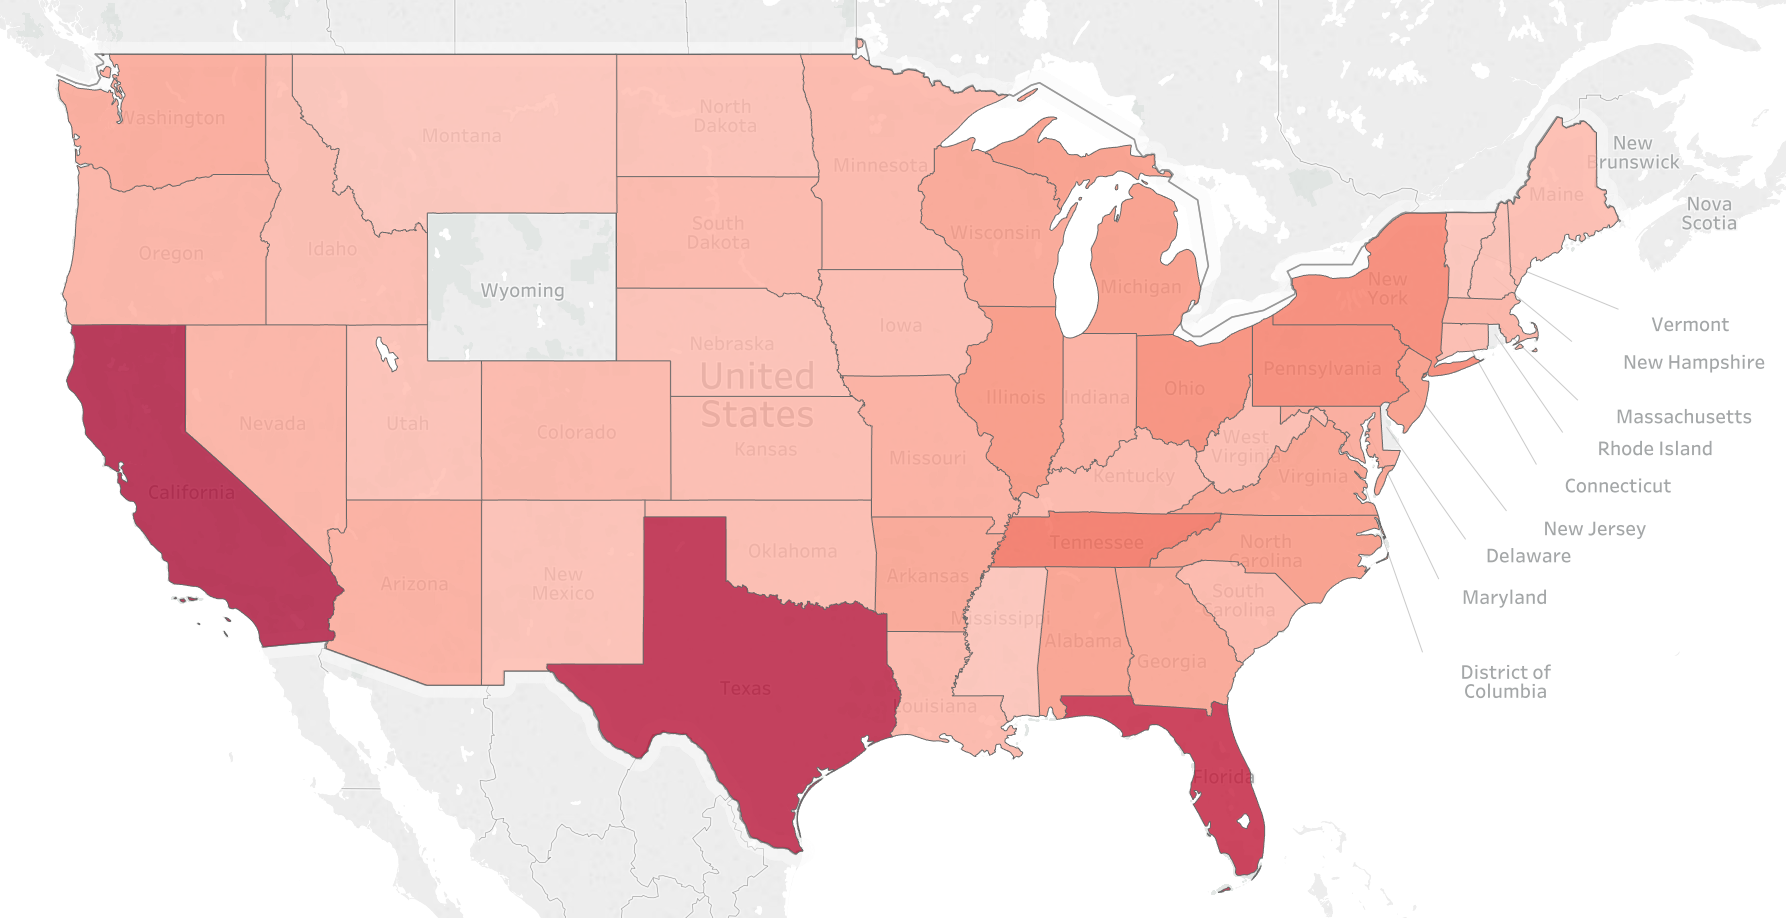 Washington
Montana
North
Dakota
Minnesota
New
Brunswick
Maine
Nova
Scotia
Oregon
Idaho
South
Dakota
Wisconsin
Michigan
New
York
Wyoming
Iowa
Nebraska
Vermont
New Hampshire
United
States
Nevada
Utah
Colorado
Kansas
Missouri
Illinois
Indiana
Ohio
Pennsylvania
Massachusetts
Rhode Island
West
Virginia
Kentucky
Virginia
Connecticut
California
New Jersey
Delaware
Tennessee
North
Carolina
Maryland
Arizona
New
Mexico
Oklahoma
Arkansas
Mississippi
Alabama
Georgia
South
Carolina
District of
Columbia
Texas
Louisiana
Florida